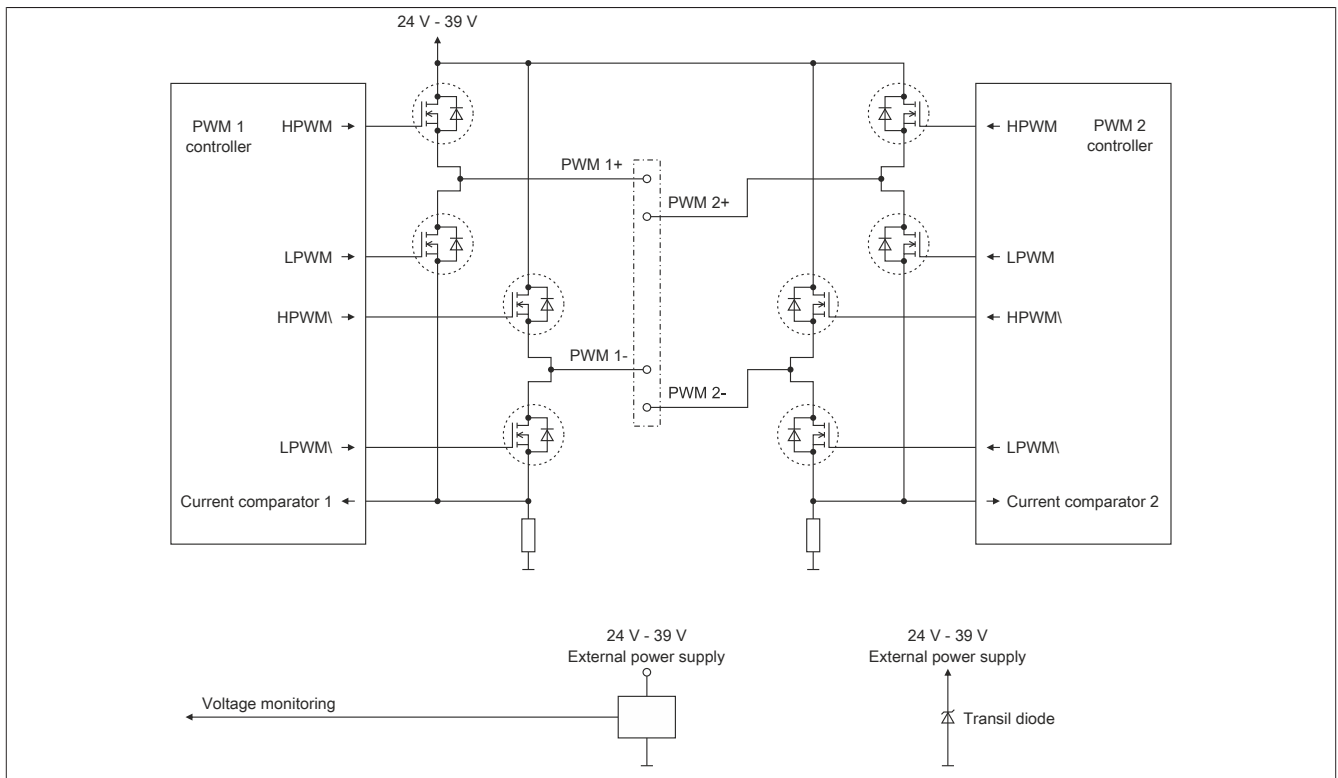 24 V - 39 V
PWM 1
controller
HPWM
LPWM
HPWM\
LPWM\
Current comparator 1
PWM 1+
PWM 2+
PWM 1-
PWM 2-
HPWM
PWM 2
controller
LPWM
HPWM\
LPWM\
Current comparator 2
24 V - 39 V
External power supply
Voltage monitoring
24 V - 39 V
External power supply
Transil diode